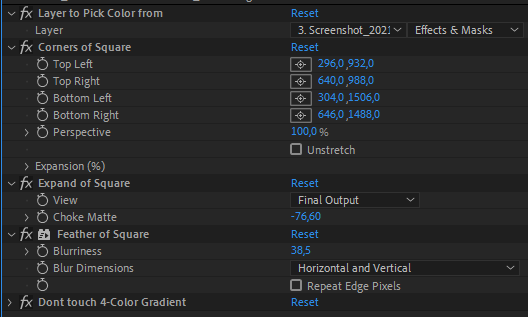 fx Layer to Pick Color from Reset
Layer 3. Screenshot_2021 Effects & Masks
fx Corners of Square Reset
Top Left 296,0,932,0
Top Right 640,0,988,0
Bottom Left 304,0,1506,0
Bottom Right 646,0,1488,0
Perspective 100,0 %
Unstretch
Expansion (%)
fx Expand of Square Reset
View Final Output
Choke Matte -76,60
fx Feather of Square Reset
Blurriness 38,5
Blur Dimensions Horizontal and Vertical
Repeat Edge Pixels
fx Dont touch 4-Color Gradient Reset